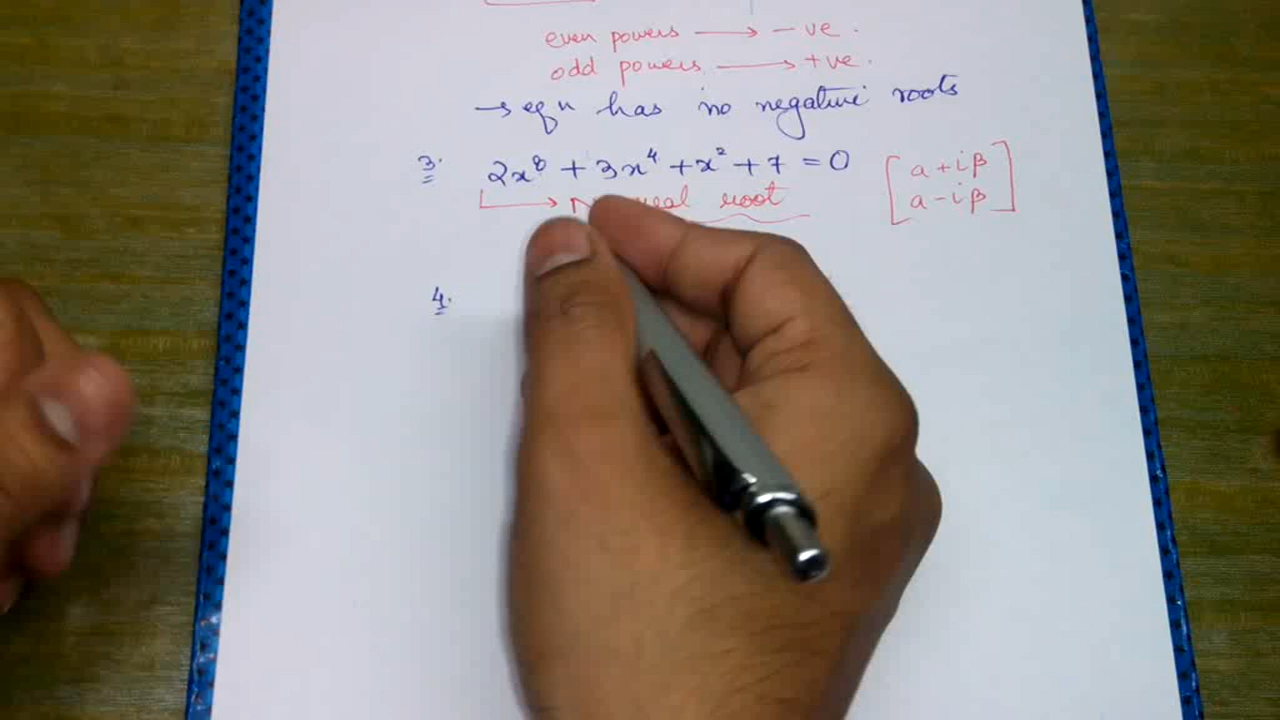 even powers → -ve.
odd powers → +ve.
→ eqn has no negative roots
3. 2x⁸ + 3x⁴ + x² + 7 = 0 [a+iβ
a-iβ]
→ real root
4.